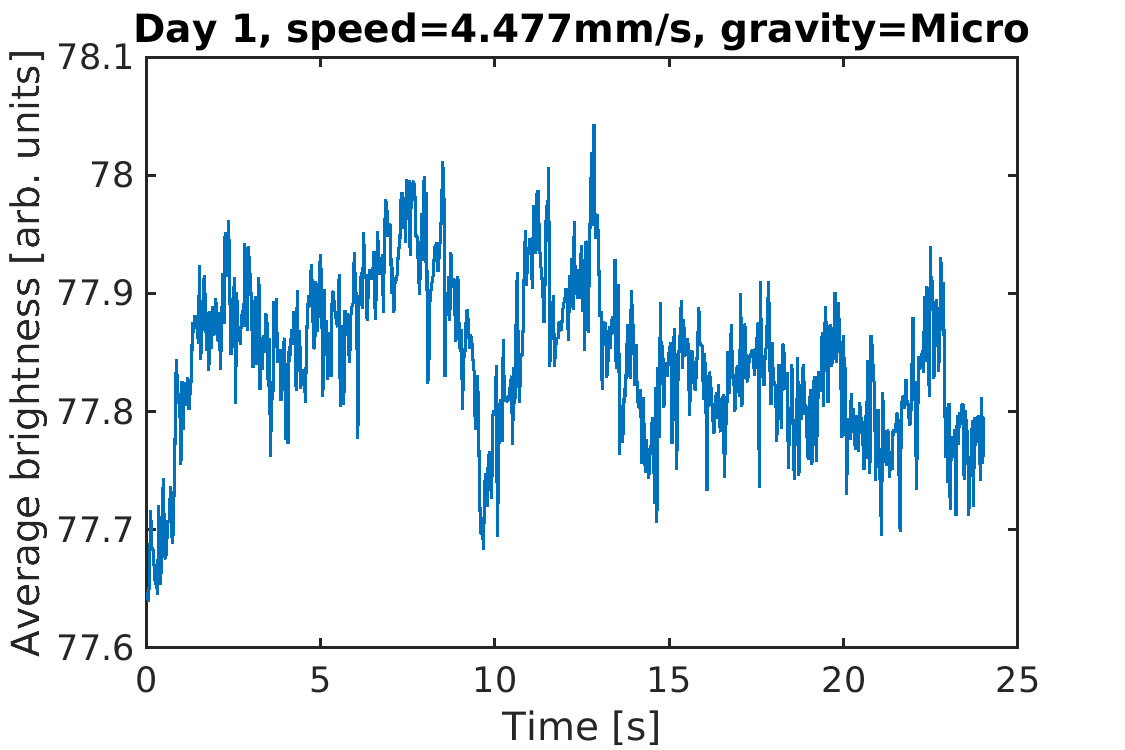 Day 1, speed=4.477mm/s, gravity=Micro
Average brightness [arb. units]
78.1
78
77.9
77.8
77.7
77.6
0 5 10 15 20 25
Time [s]